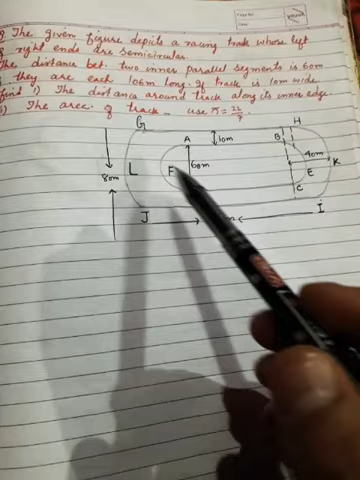 Q. The given figure depicts a racing track whose left
& right ends are semicircular.
The distance bet. two inner parallel segments is 60m
& they are each 106m long. If track is 10m wide
find 1) The distance around track along its inner edge
The area of track- use π = 22/7.
G
H
A
10m
B
L
F
60m
40m
K
80m
E
C
J
I